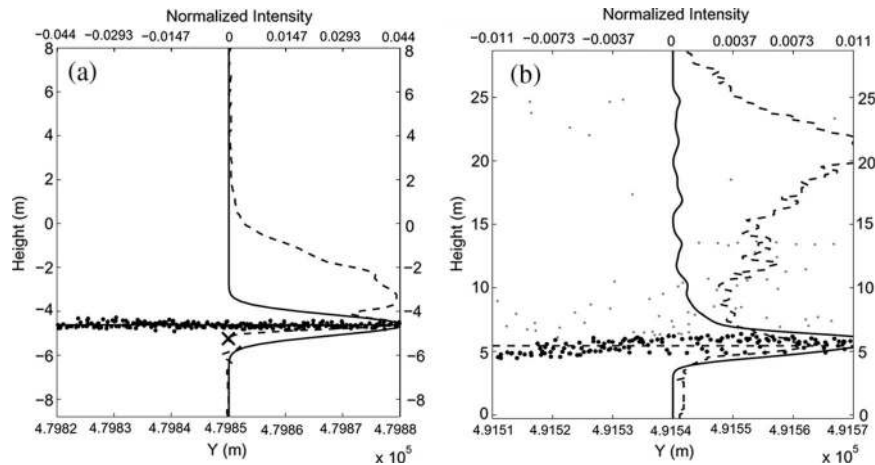 Normalized Intensity
−0.044 −0.0293 −0.0147 0 0.0147 0.0293 0.044
(a)
Height (m)
8 8
6 6
4 4
2 2
0 0
−2 −2
−4 −4
−6 −6
−8 −8
4.7982 4.7983 4.7984 4.7985 4.7986 4.7987 4.7988
Y (m)
x 10⁵
Normalized Intensity
−0.011 −0.0073 −0.0037 0 0.0037 0.0073 0.011
(b)
Height (m)
25 25
20 20
15 15
10 10
5 5
0 0
4.9151 4.9152 4.9153 4.9154 4.9155 4.9156 4.9157
Y (m)
x 10⁵